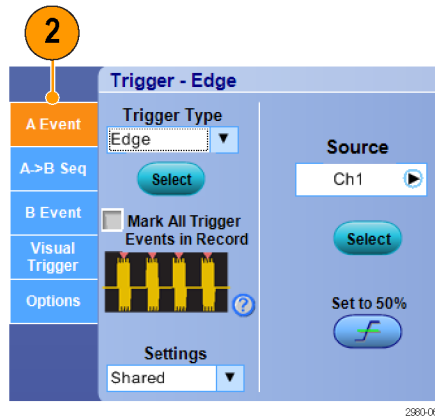 2
Trigger - Edge
A Event
A->B Seq
B Event
Visual
Trigger
Options
Trigger Type
Edge
Select
Mark All Trigger
Events in Record
?
Settings
Shared
Source
Ch1
Select
Set to 50%